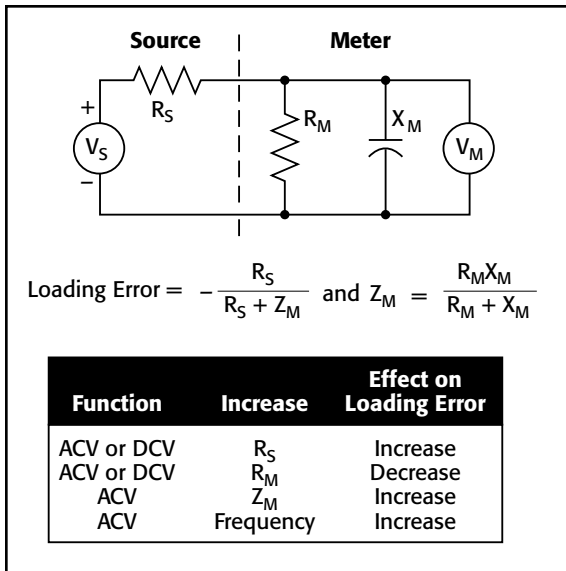 Source Meter
+
R_S
V_S
−
R_M
X_M
V_M
Loading Error = − R_S / (R_S + Z_M) and Z_M = R_M X_M / (R_M + X_M)
Function Increase Effect on Loading Error
ACV or DCV R_S Increase
ACV or DCV R_M Decrease
ACV Z_M Increase
ACV Frequency Increase